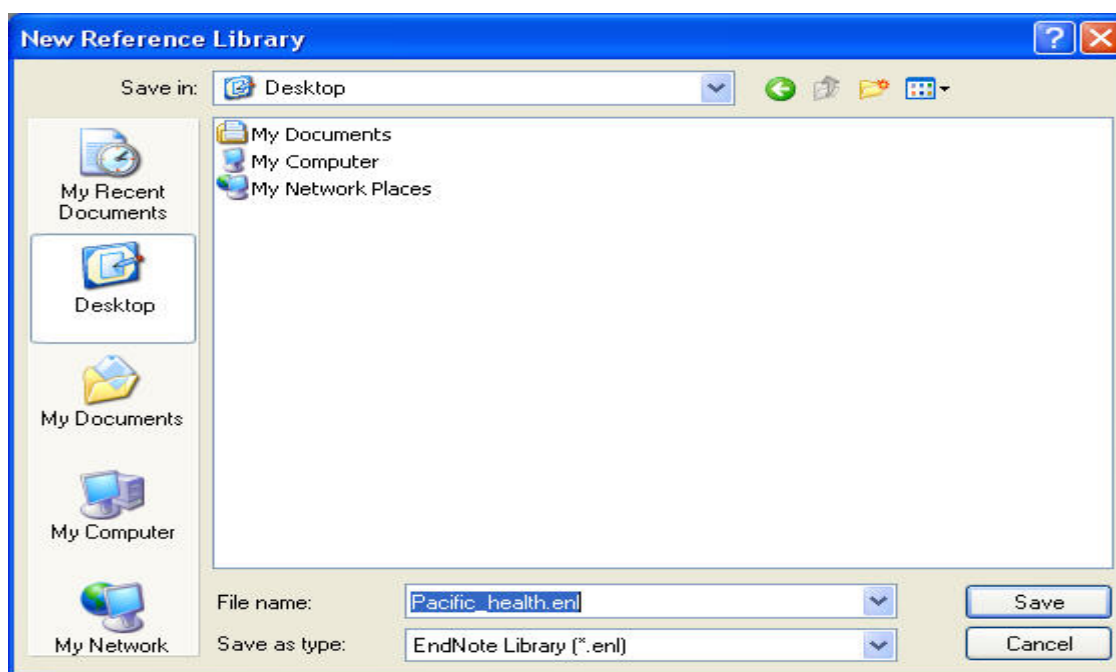 New Reference Library
Save in:
Desktop
My Recent
Documents
Desktop
My Documents
My Computer
My Network
My Documents
My Computer
My Network Places
File name:
Pacific_health.enl
Save
Save as type:
EndNote Library (*.enl)
Cancel